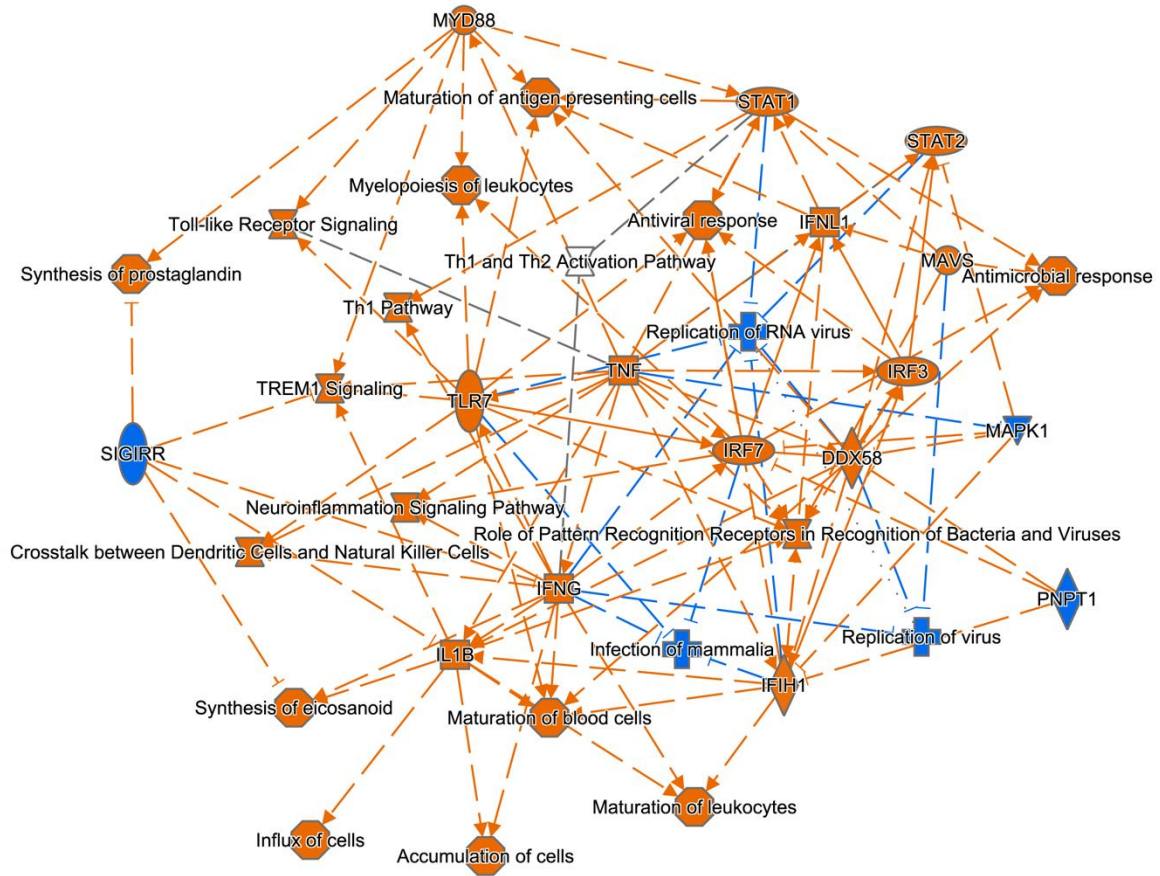 MYD88
Maturation of antigen presenting cells
STAT1
STAT2
Myelopoiesis of leukocytes
Toll-like Receptor Signaling
Antiviral response
IFNL1
Th1 and Th2 Activation Pathway
MAVS
Synthesis of prostaglandin
Antimicrobial response
Th1 Pathway
Replication of RNA virus
TNF
IRF3
TREM1 Signaling
TLR7
MAPK1
SIGIRR
IRF7
DDX58
Neuroinflammation Signaling Pathway
Role of Pattern Recognition Receptors in Recognition of Bacteria and Viruses
Crosstalk between Dendritic Cells and Natural Killer Cells
IFNG
PNPT1
Replication of virus
IL1B
Infection of mammalia
IFIH1
Synthesis of eicosanoid
Maturation of blood cells
Maturation of leukocytes
Influx of cells
Accumulation of cells